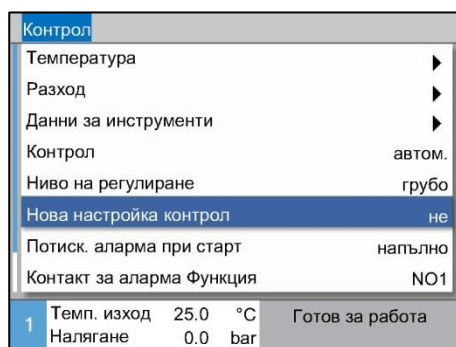 Контрол
Температура
Разход
Данни за инструменти
Контрол автом.
Ниво на регулиране грубо
Нова настройка контрол не
Потиск. аларма при старт напълно
Контакт за аларма Функция NO1
1 Темп. изход 25.0 °C Готов за работа
Налягане 0.0 bar